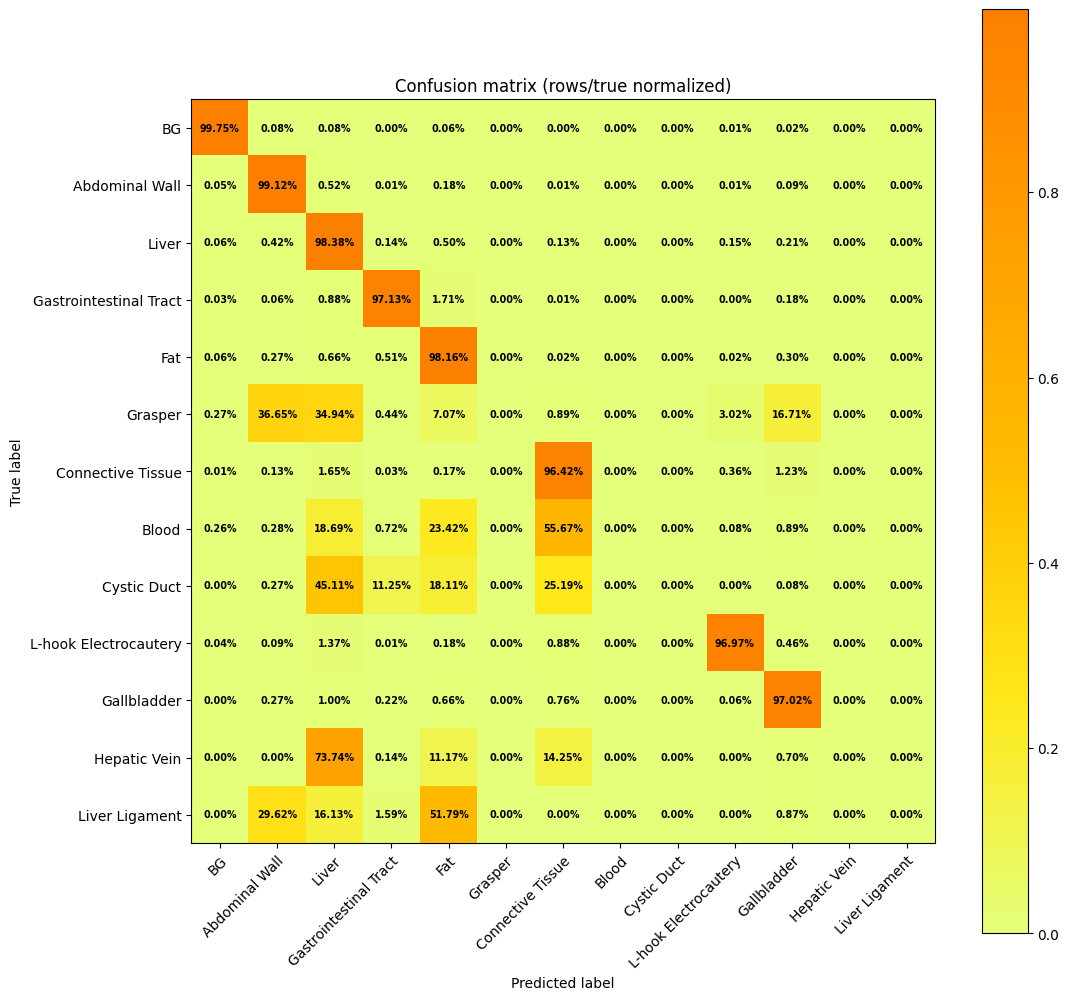 Confusion matrix (rows/true normalized)
True label
BG 99.75% 0.08% 0.08% 0.00% 0.06% 0.00% 0.00% 0.00% 0.00% 0.01% 0.02% 0.00% 0.00%
Abdominal Wall 0.05% 99.12% 0.52% 0.01% 0.18% 0.00% 0.01% 0.00% 0.00% 0.01% 0.09% 0.00% 0.00%
Liver 0.06% 0.42% 98.38% 0.14% 0.50% 0.00% 0.13% 0.00% 0.00% 0.15% 0.21% 0.00% 0.00%
Gastrointestinal Tract 0.03% 0.06% 0.88% 97.13% 1.71% 0.00% 0.01% 0.00% 0.00% 0.00% 0.18% 0.00% 0.00%
Fat 0.06% 0.27% 0.66% 0.51% 98.16% 0.00% 0.02% 0.00% 0.00% 0.02% 0.30% 0.00% 0.00%
Grasper 0.27% 36.65% 34.94% 0.44% 7.07% 0.00% 0.89% 0.00% 0.00% 3.02% 16.71% 0.00% 0.00%
Connective Tissue 0.01% 0.13% 1.65% 0.03% 0.17% 0.00% 96.42% 0.00% 0.00% 0.36% 1.23% 0.00% 0.00%
Blood 0.26% 0.28% 18.69% 0.72% 23.42% 0.00% 55.67% 0.00% 0.00% 0.08% 0.89% 0.00% 0.00%
Cystic Duct 0.00% 0.27% 45.11% 11.25% 18.11% 0.00% 25.19% 0.00% 0.00% 0.00% 0.08% 0.00% 0.00%
L-hook Electrocautery 0.04% 0.09% 1.37% 0.01% 0.18% 0.00% 0.88% 0.00% 0.00% 96.97% 0.46% 0.00% 0.00%
Gallbladder 0.00% 0.27% 1.00% 0.22% 0.66% 0.00% 0.76% 0.00% 0.00% 0.06% 97.02% 0.00% 0.00%
Hepatic Vein 0.00% 0.00% 73.74% 0.14% 11.17% 0.00% 14.25% 0.00% 0.00% 0.00% 0.70% 0.00% 0.00%
Liver Ligament 0.00% 29.62% 16.13% 1.59% 51.79% 0.00% 0.00% 0.00% 0.00% 0.00% 0.87% 0.00% 0.00%
BG Abdominal Wall Liver Gastrointestinal Tract Fat Grasper Connective Tissue Blood Cystic Duct L-hook Electrocautery Gallbladder Hepatic Vein Liver Ligament
Predicted label
0.8
0.6
0.4
0.2
0.0